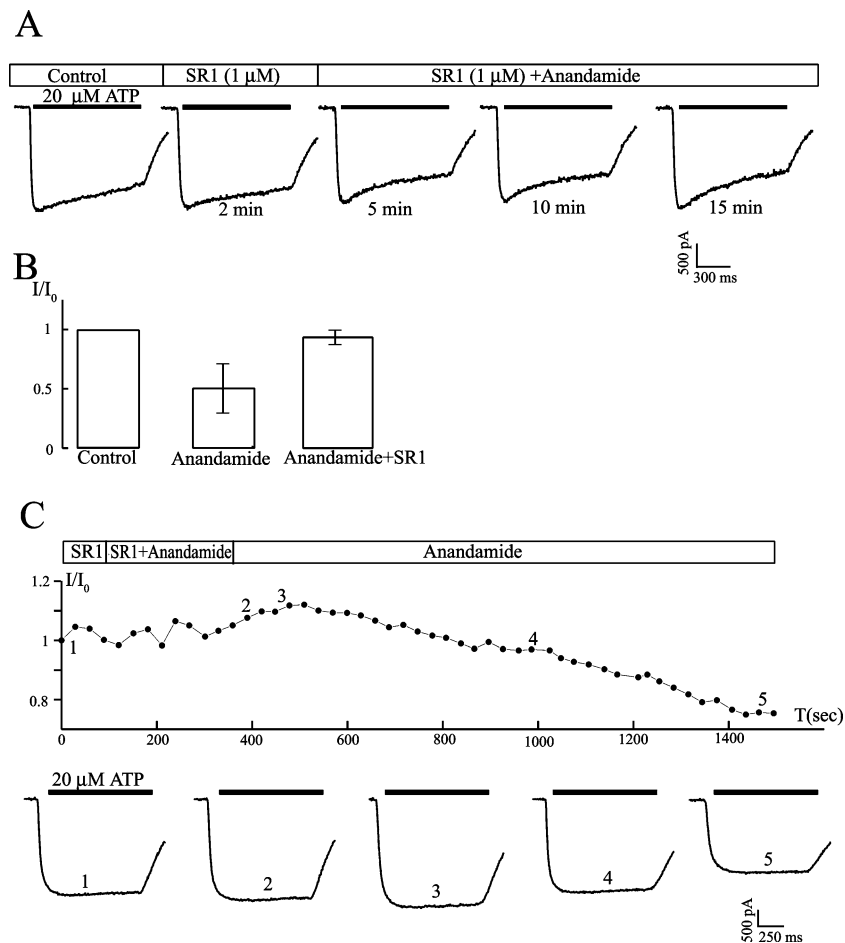 A
Control SR1 (1 μM) SR1 (1 μM) +Anandamide
20 μM ATP
2 min 5 min 10 min 15 min
500 pA
300 ms
B
I/I0
1
0.5
0
Control Anandamide Anandamide+SR1
C
SR1 SR1+Anandamide Anandamide
1.2 I/I0
1
0.8
1 2 3 4 5
T(sec)
0 200 400 600 800 1000 1200 1400
20 μM ATP
1 2 3 4 5
500 pA
250 ms